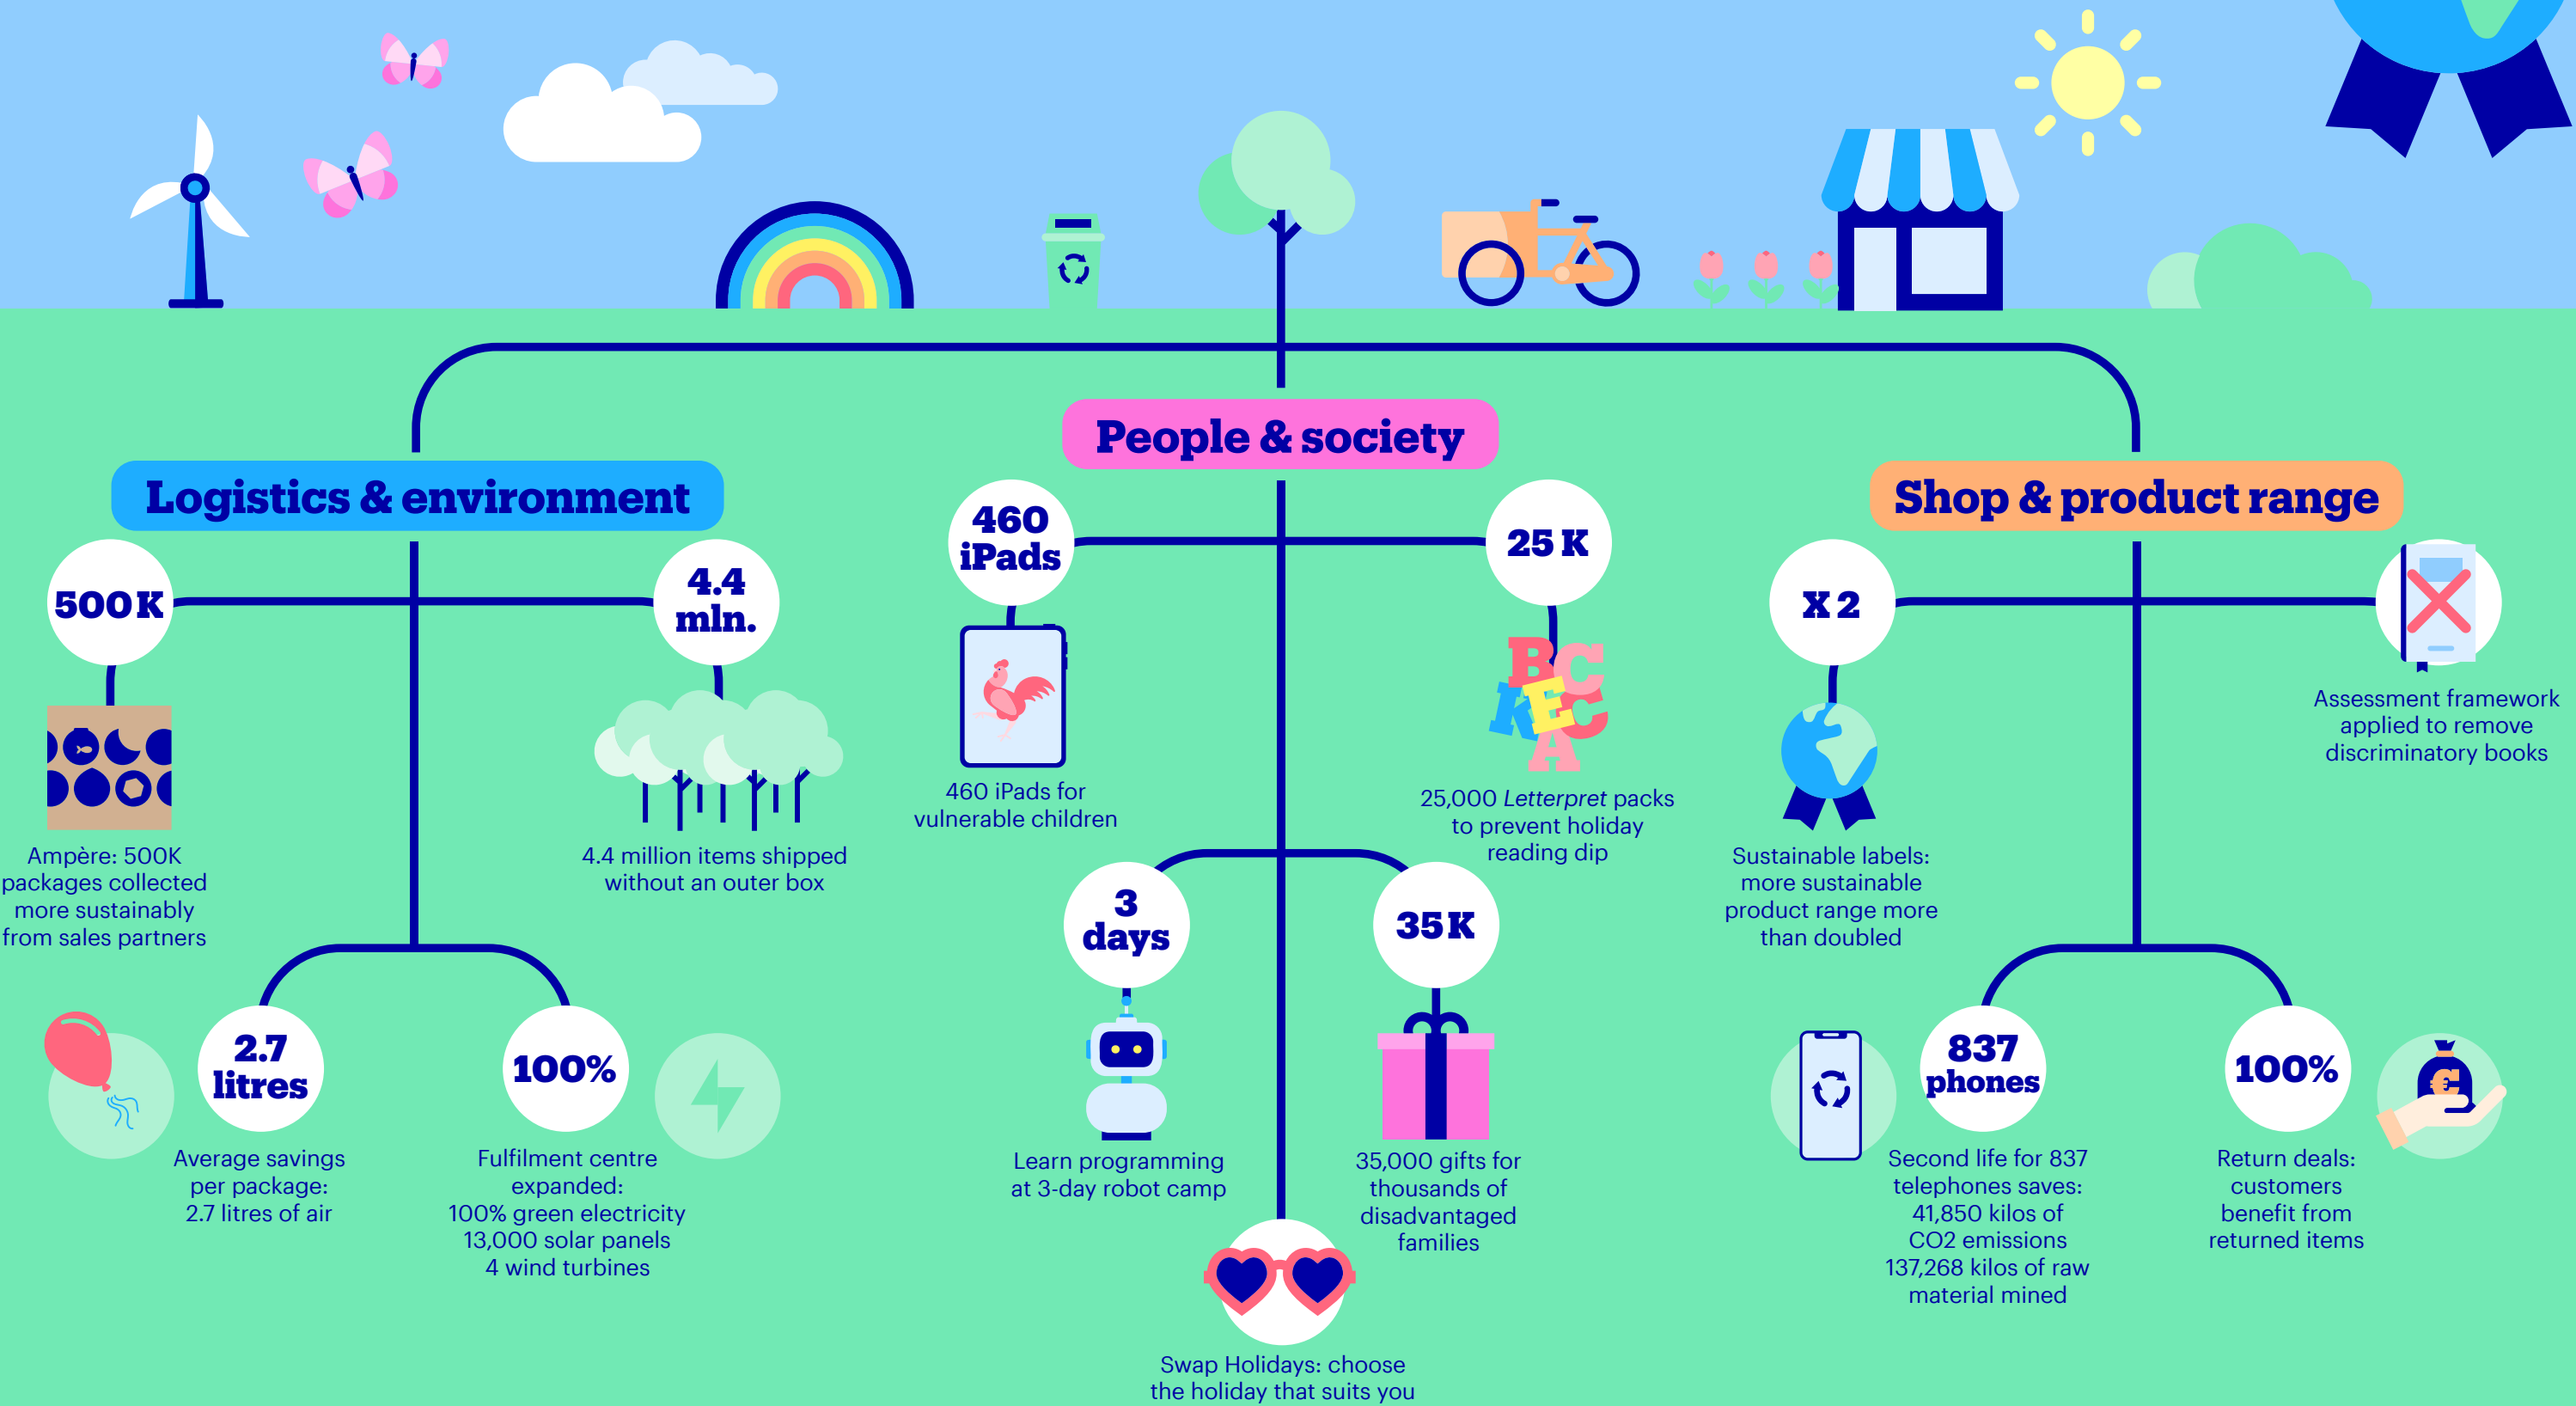 People & society
Logistics & environment
Shop & product range
500 K
Ampère: 500K
packages collected
more sustainably
from sales partners
4.4
mln.
4.4 million items shipped
without an outer box
2.7
litres
Average savings
per package:
2.7 litres of air
100%
Fulfilment centre
expanded:
100% green electricity
13,000 solar panels
4 wind turbines
460
iPads
460 iPads for
vulnerable children
25 K
B C
K E C
A
25,000 Letterpret packs
to prevent holiday
reading dip
3
days
Learn programming
at 3-day robot camp
35 K
35,000 gifts for
thousands of
disadvantaged
families
Swap Holidays: choose
the holiday that suits you
X 2
Sustainable labels:
more sustainable
product range more
than doubled
Assessment framework
applied to remove
discriminatory books
837
phones
Second life for 837
telephones saves:
41,850 kilos of
CO2 emissions
137,268 kilos of raw
material mined
100%
€
Return deals:
customers
benefit from
returned items